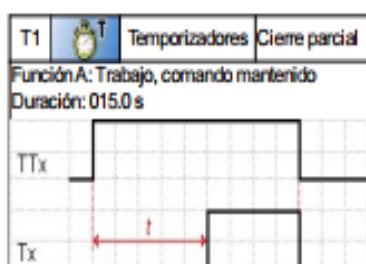 T1 T Temporizadores Cierre parcial
Función A: Trabajo, comando mantenido
Duración: 015.0 s
TTx
t
Tx